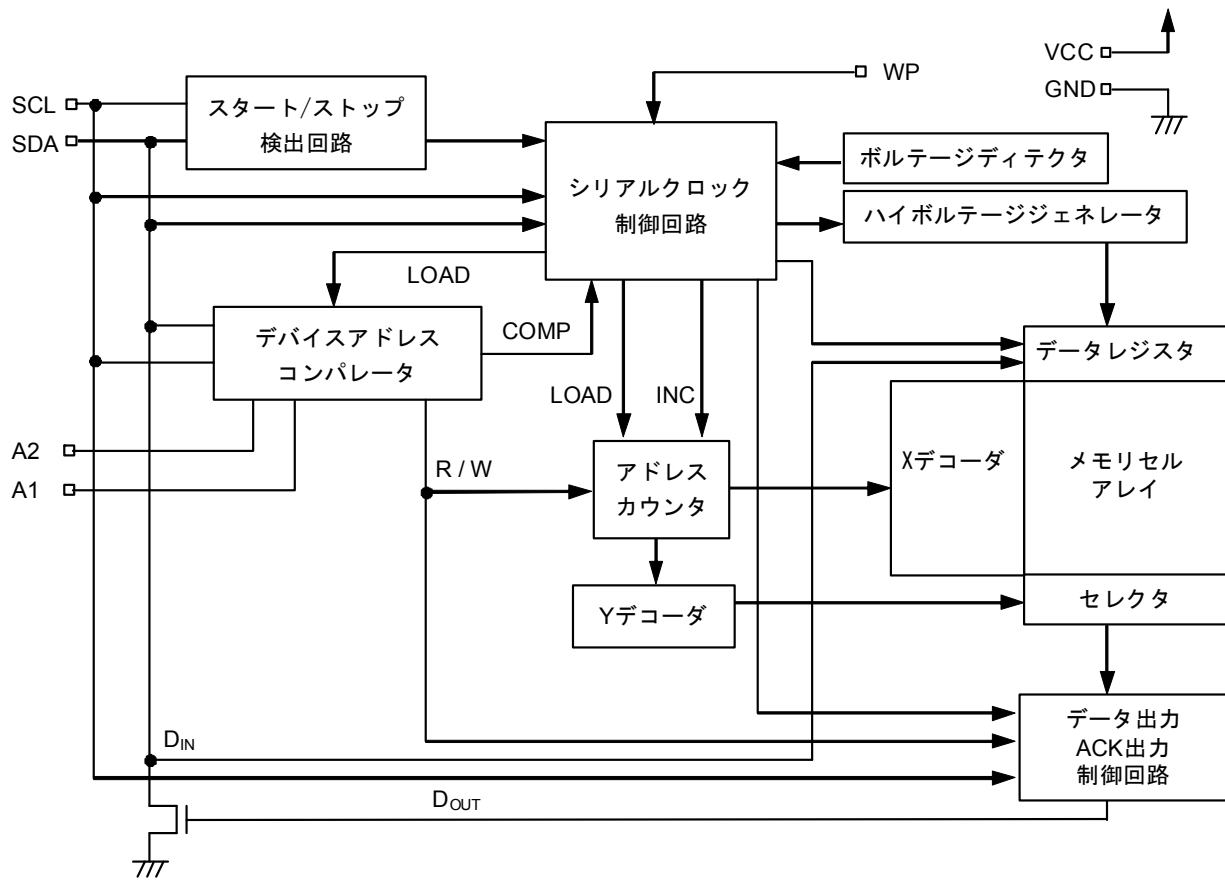 VCC
WP
GND
SCL
SDA
スタート/ストップ
検出回路
ボルテージディテクタ
シリアルクロック
制御回路
ハイボルテージジェネレータ
LOAD
COMP
デバイスアドレス
コンパレータ
データレジスタ
LOAD
INC
A2
A1
R / W
アドレス
カウンタ
Xデコーダ
メモリセル
アレイ
Yデコーダ
セレクタ
DIN
データ出力
ACK出力
制御回路
DOUT